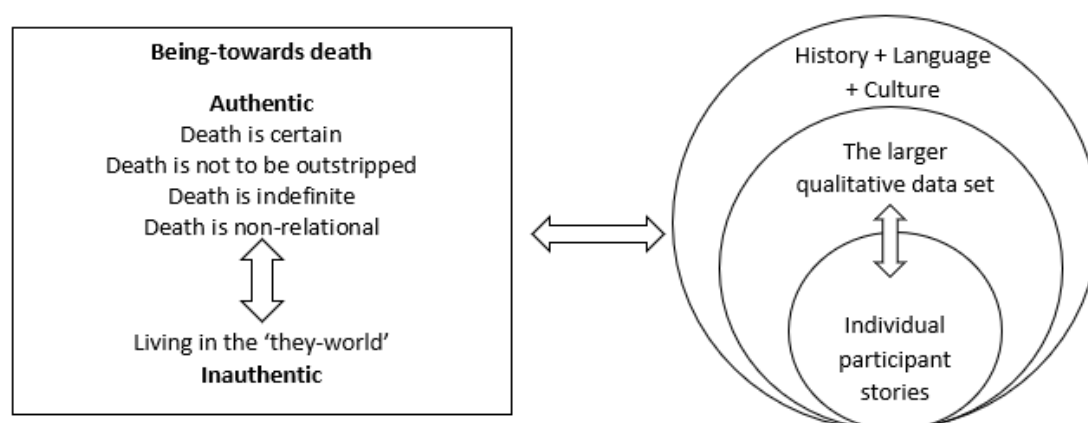 Being-towards death
Authentic
Death is certain
Death is not to be outstripped
Death is indefinite
Death is non-relational
Living in the ‘they-world’
Inauthentic
History + Language
+ Culture
The larger
qualitative data set
Individual
participant
stories